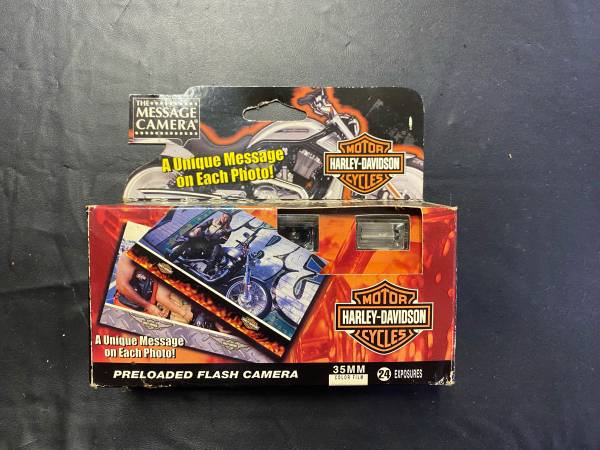 THE
MESSAGE
CAMERA®
A Unique Message
on Each Photo!
MOTOR
HARLEY-DAVIDSON
CYCLES
MOTOR
HARLEY-DAVIDSON
CYCLES
A Unique Message
on Each Photo!
PRELOADED FLASH CAMERA
35MM
COLOR FILM
24 EXPOSURES